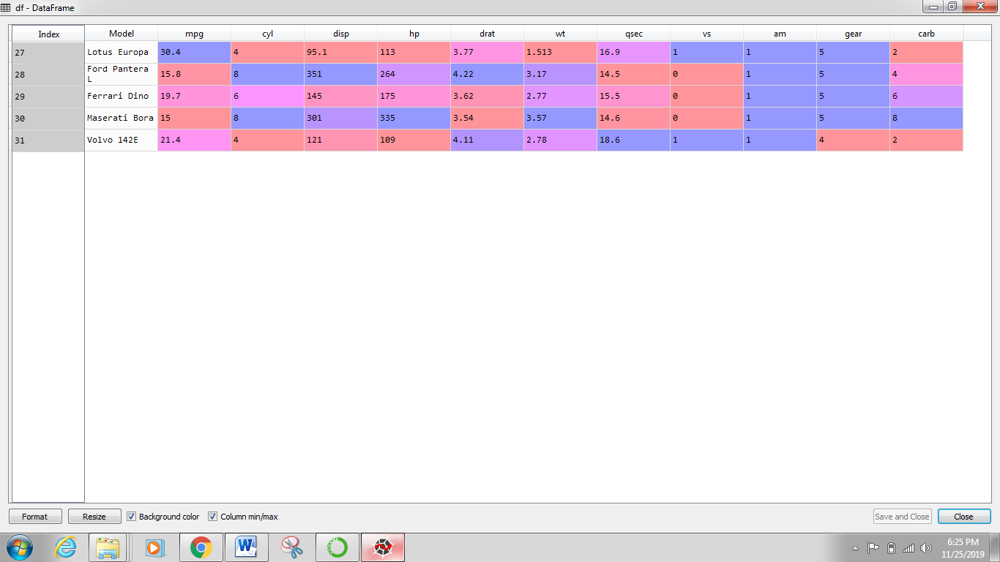 df - DataFrame
Index Model mpg cyl disp hp drat wt qsec vs am gear carb
27 Lotus Europa 30.4 4 95.1 113 3.77 1.513 16.9 1 1 5 2
28 Ford Pantera L 15.8 8 351 264 4.22 3.17 14.5 0 1 5 4
29 Ferrari Dino 19.7 6 145 175 3.62 2.77 15.5 0 1 5 6
30 Maserati Bora 15 8 301 335 3.54 3.57 14.6 0 1 5 8
31 Volvo 142E 21.4 4 121 109 4.11 2.78 18.6 1 1 4 2
Format Resize Background color Column min/max Save and Close Close
6:25 PM
11/25/2019